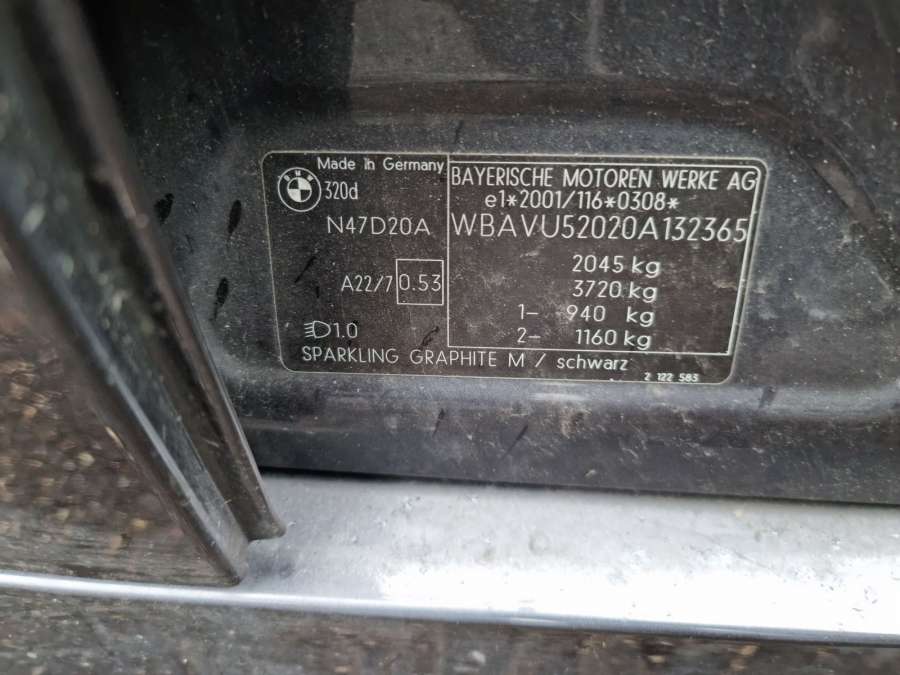 Made in Germany
BMW
320d
N47D20A
A22/7 0.53
1.0
SPARKLING GRAPHITE M / schwarz
BAYERISCHE MOTOREN WERKE AG
e1*2001/116*0308*
WBAVU52020A132365
2045 kg
3720 kg
1- 940 kg
2- 1160 kg
2 122 583